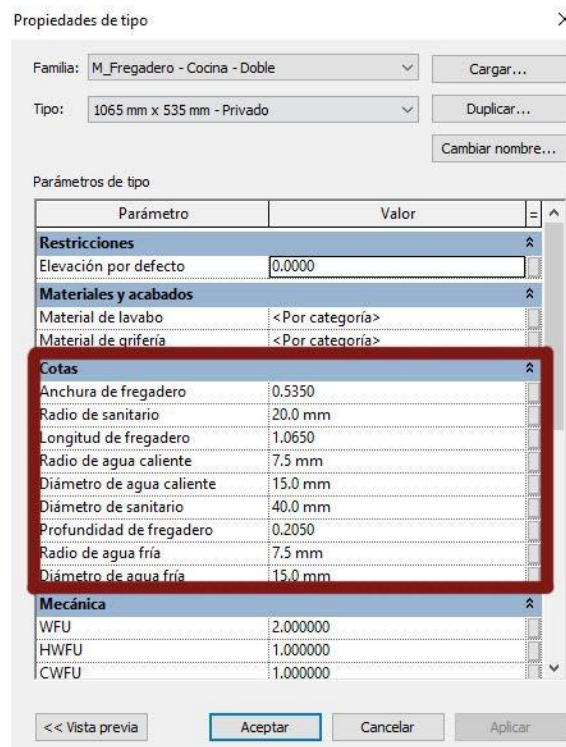 Propiedades de tipo
Familia: M_Fregadero - Cocina - Doble Cargar...
Tipo: 1065 mm x 535 mm - Privado Duplicar...
Cambiar nombre...
Parámetros de tipo
Parámetro Valor =
Restricciones
Elevación por defecto 0.0000
Materiales y acabados
Material de lavabo <Por categoría>
Material de grifería <Por categoría>
Cotas
Anchura de fregadero 0.5350
Radio de sanitario 20.0 mm
Longitud de fregadero 1.0650
Radio de agua caliente 7.5 mm
Diámetro de agua caliente 15.0 mm
Diámetro de sanitario 40.0 mm
Profundidad de fregadero 0.2050
Radio de agua fría 7.5 mm
Diámetro de agua fría 15.0 mm
Mecánica
WFU 2.000000
HWFU 1.000000
CWFU 1.000000
<< Vista previa Aceptar Cancelar Aplicar